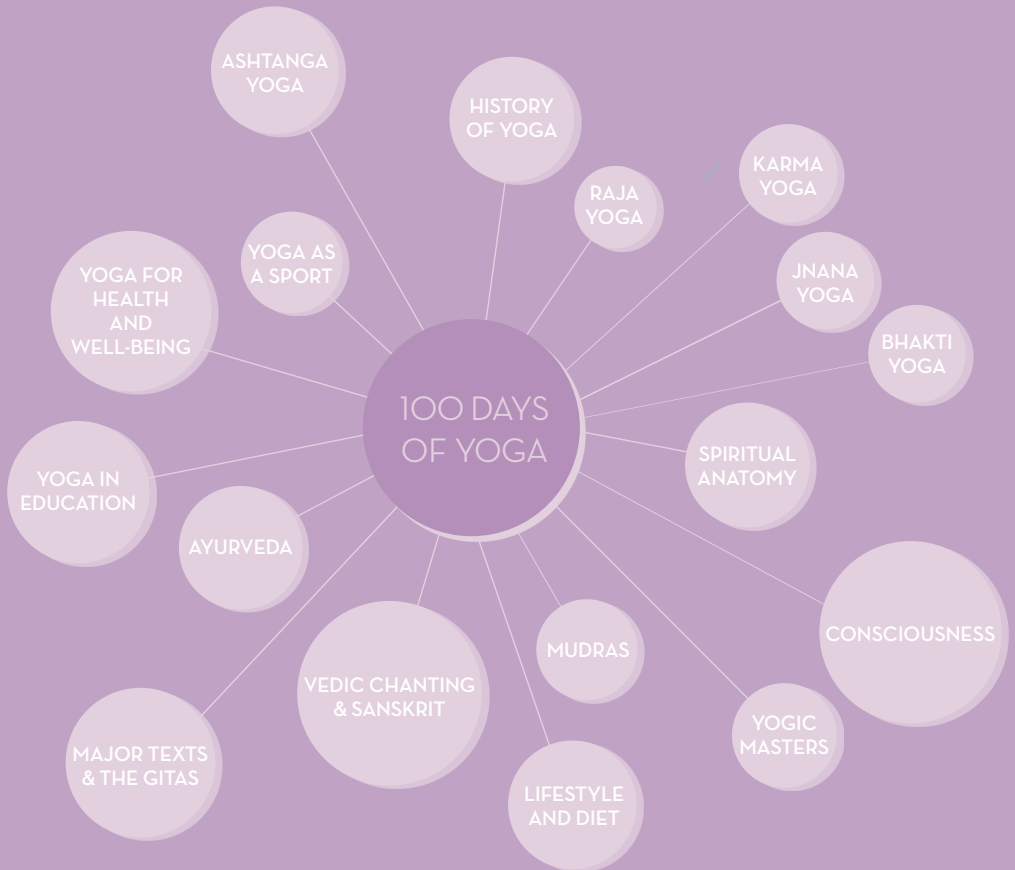 ASHTANGA
YOGA
HISTORY
OF YOGA
KARMA
YOGA
RAJA
YOGA
YOGA AS
A SPORT
JNANA
YOGA
YOGA FOR
HEALTH
AND
WELL-BEING
BHAKTI
YOGA
100 DAYS
OF YOGA
SPIRITUAL
ANATOMY
YOGA IN
EDUCATION
AYURVEDA
CONSCIOUSNESS
MUDRAS
VEDIC CHANTING
& SANSKRIT
YOGIC
MASTERS
MAJOR TEXTS
& THE GITAS
LIFESTYLE
AND DIET